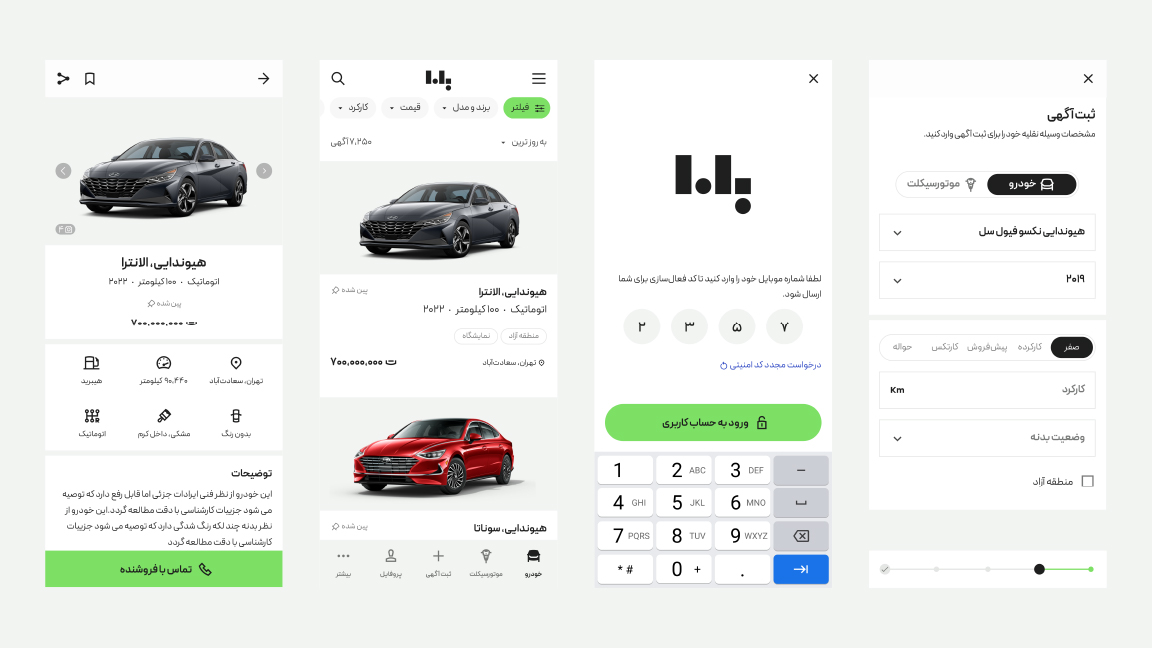 هیوندایی، الانترا
اتوماتیک • ۱۰۰ کیلومتر • ۲۰۲۲
پین شده
۷۰۰,۰۰۰,۰۰۰ ت
تهران، سعادت‌آباد
۹۰,۴۴۰ کیلومتر
هیبرید
بدون رنگ
مشکی، داخل کرم
اتوماتیک
توضیحات
این خودرو از نظر فنی ایرادات جزئی اما قابل رفع دارد که توصیه
می شود جزییات کارشناسی را با دقت مطالعه گردد.این خودرو از
نظر بدنه چند لکه رنگ شدگی دارد که توصیه می شود جزییات
کارشناسی با دقت مطالعه گردد
تماس با فروشنده
فیلتر
برند و مدل
قیمت
کارکرد
به روز ترین
۷,۲۵۰ آگهی
هیوندایی، الانترا
پین شده
اتوماتیک • ۱۰۰ کیلومتر • ۲۰۲۲
منطقه آزاد
نمایشگاه
تهران، سعادت‌آباد
۷۰۰,۰۰۰,۰۰۰ ت
هیوندایی، سوناتا
پین شده
خودرو
موتورسیکلت
ثبت آگهی
پروفایل
بیشتر
لطفا شماره موبایل خود را وارد کنید تا کد فعال‌سازی برای شما
ارسال شود.
۲ ۳ ۵ ۷
درخواست مجدد کد امنیتی
ورود به حساب کاربری
1 2 ABC 3 DEF −
4 GHI 5 JKL 6 MNO
7 PQRS 8 TUV 9 WXYZ
* # 0 + .
ثبت آگهی
مشخصات وسیله نقلیه خود را برای ثبت آگهی وارد کنید.
خودرو
موتورسیکلت
هیوندایی نکسو فیول سل
۲۰۱۹
صفر
کارکرده
پیش‌فروش
کارتکس
حواله
کارکرد
Km
وضعیت بدنه
منطقه آزاد